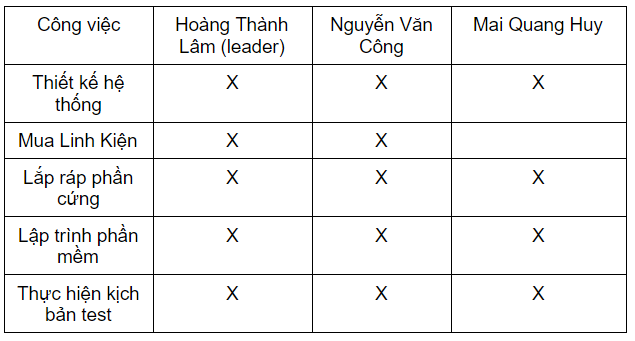 Công việc
Hoàng Thành
Lâm (leader)
Nguyễn Văn
Công
Mai Quang Huy
Thiết kế hệ
thống
X
X
X
Mua Linh Kiện
X
X
Lắp ráp phần
cứng
X
X
X
Lập trình phần
mềm
X
X
X
Thực hiện kịch
bản test
X
X
X